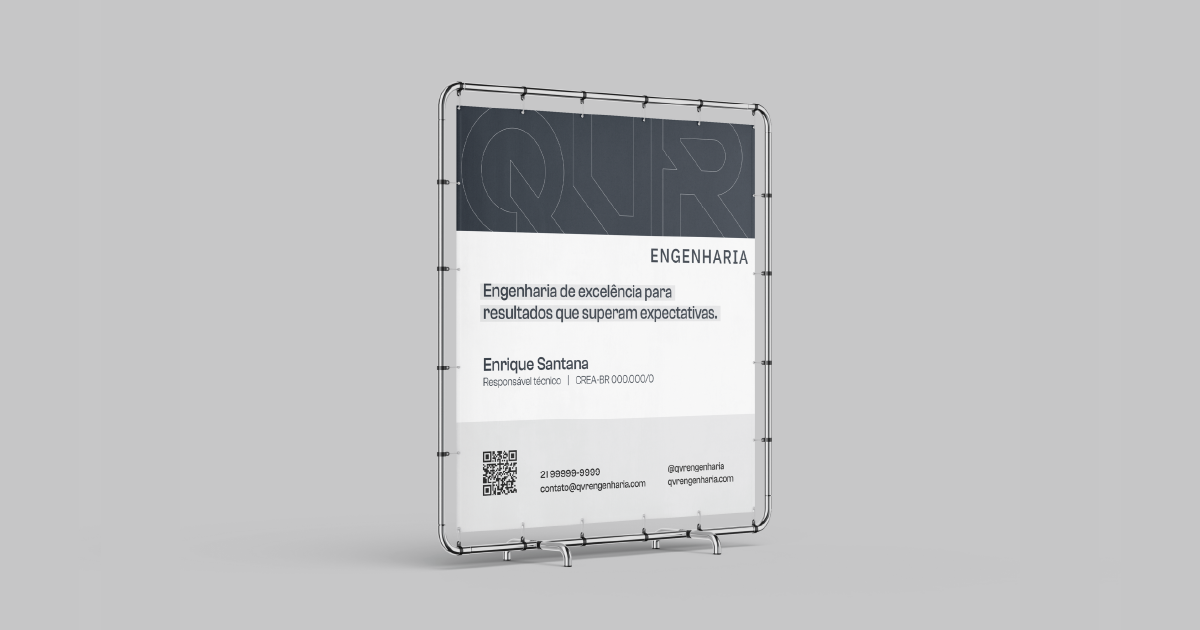 QVR
ENGENHARIA
Engenharia de excelência para
resultados que superam expectativas.
Enrique Santana
Responsável técnico | CREA-BR 000.000/0
21 99999-9990
contato@qvrengenharia.com
@qvrengenharia
qvrengenharia.com